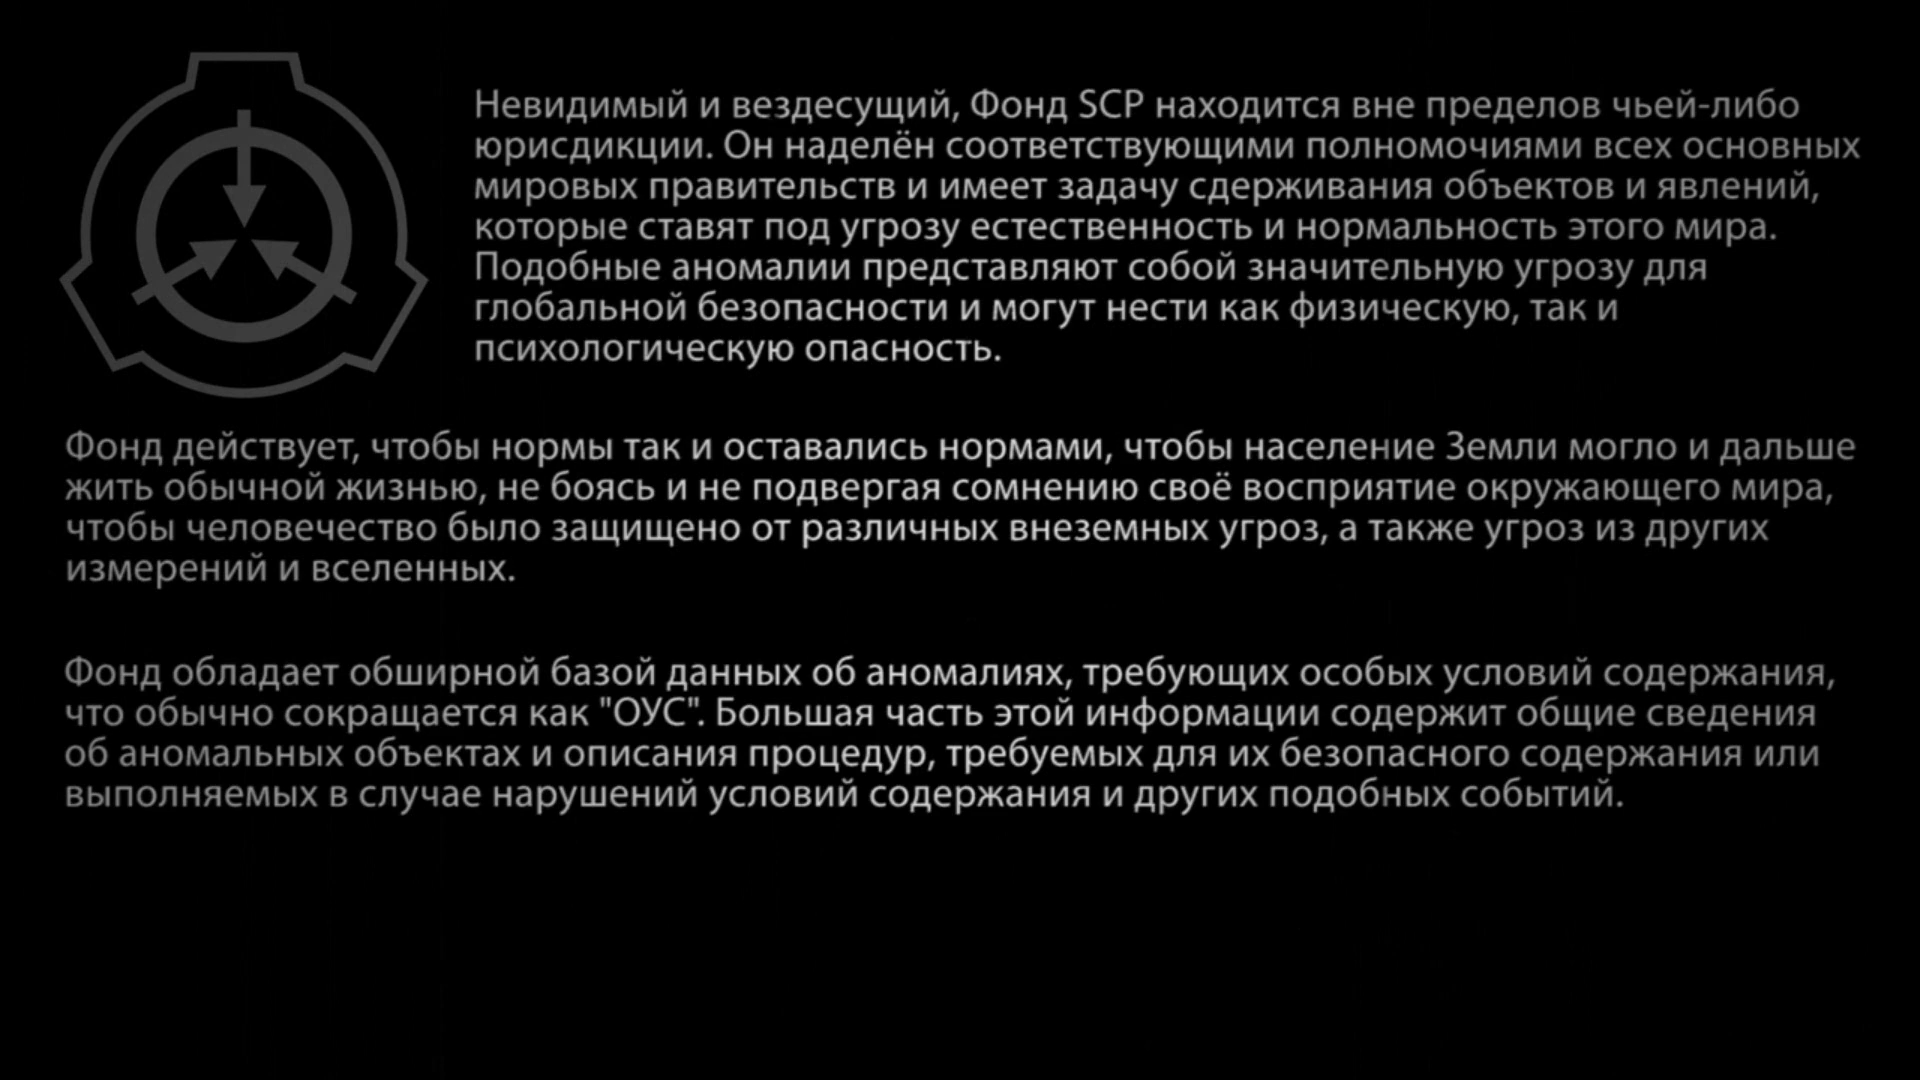 Невидимый и вездесущий, Фонд SCP находится вне пределов чьей-либо
юрисдикции. Он наделён соответствующими полномочиями всех основных
мировых правительств и имеет задачу сдерживания объектов и явлений,
которые ставят под угрозу естественность и нормальность этого мира.
Подобные аномалии представляют собой значительную угрозу для
глобальной безопасности и могут нести как физическую, так и
психологическую опасность.
Фонд действует, чтобы нормы так и оставались нормами, чтобы население Земли могло и дальше
жить обычной жизнью, не боясь и не подвергая сомнению своё восприятие окружающего мира,
чтобы человечество было защищено от различных внеземных угроз, а также угроз из других
измерений и вселенных.
Фонд обладает обширной базой данных об аномалиях, требующих особых условий содержания,
что обычно сокращается как "ОУС". Большая часть этой информации содержит общие сведения
об аномальных объектах и описания процедур, требуемых для их безопасного содержания или
выполняемых в случае нарушений условий содержания и других подобных событий.